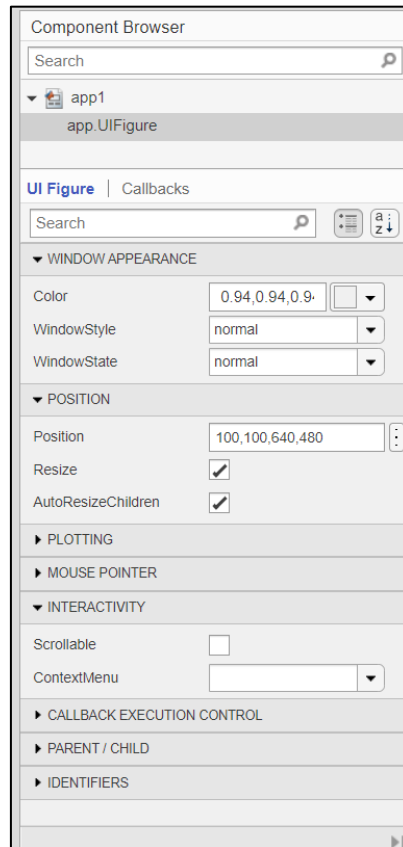 Component Browser
Search
app1
app.UIFigure
UI Figure | Callbacks
Search
a
z
WINDOW APPEARANCE
Color 0.94,0.94,0.9
WindowStyle normal
WindowState normal
POSITION
Position 100,100,640,480
Resize
AutoResizeChildren
PLOTTING
MOUSE POINTER
INTERACTIVITY
Scrollable
ContextMenu
CALLBACK EXECUTION CONTROL
PARENT / CHILD
IDENTIFIERS